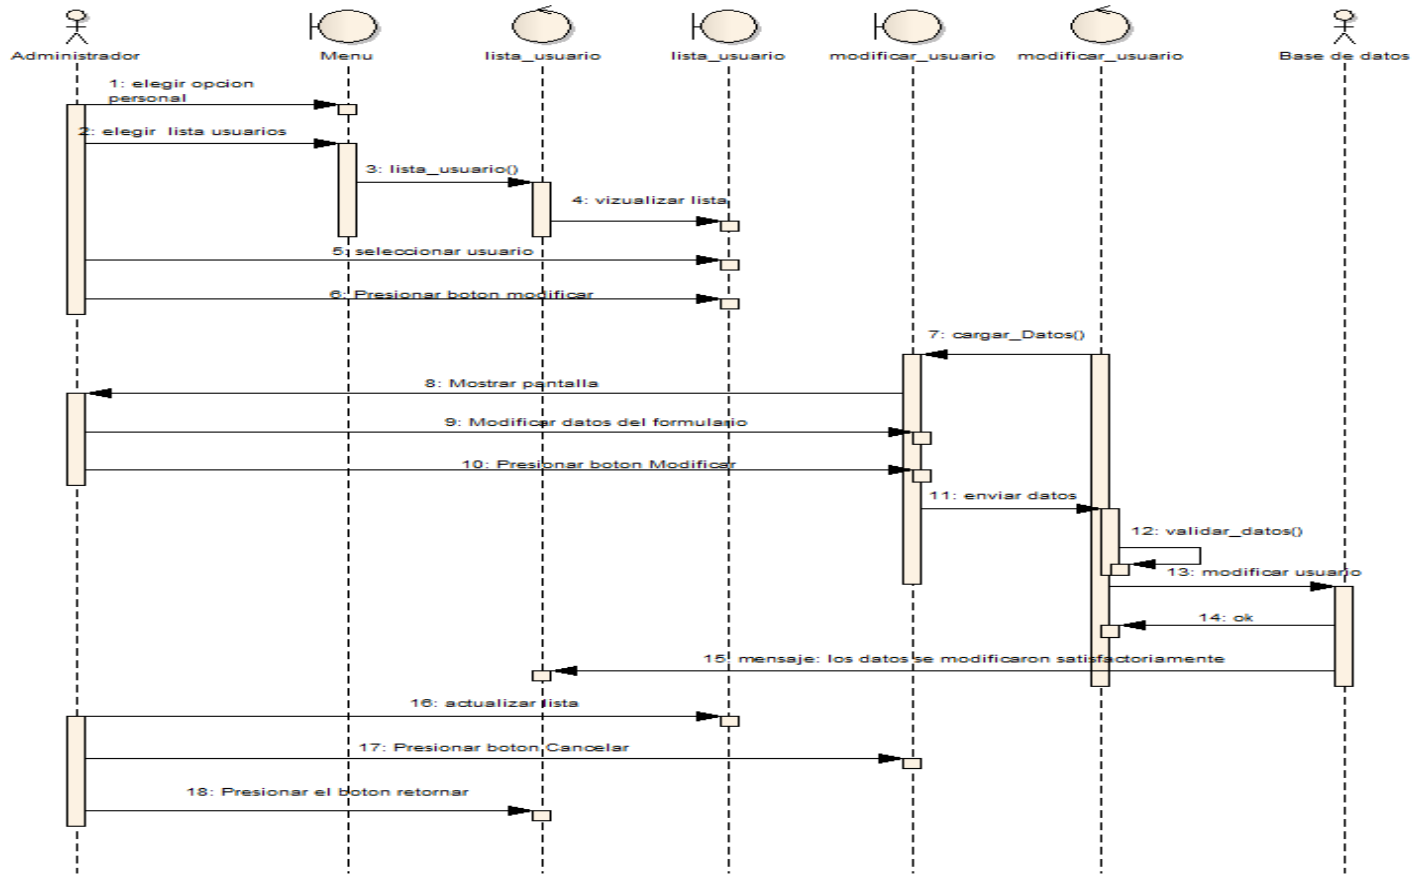 Administrador
Menu
lista_usuario
lista_usuario
modificar_usuario
modificar_usuario
Base de datos
1: elegir opcion
personal
2: elegir lista usuarios
3: lista_usuario()
4: vizualizar lista
5: seleccionar usuario
6: Presionar boton modificar
7: cargar_Datos()
8: Mostrar pantalla
9: Modificar datos del formulario
10: Presionar boton Modificar
11: enviar datos
12: validar_datos()
13: modificar usuario
14: ok
15: mensaje: los datos se modificaron satisfactoriamente
16: actualizar lista
17: Presionar boton Cancelar
18: Presionar el boton retornar